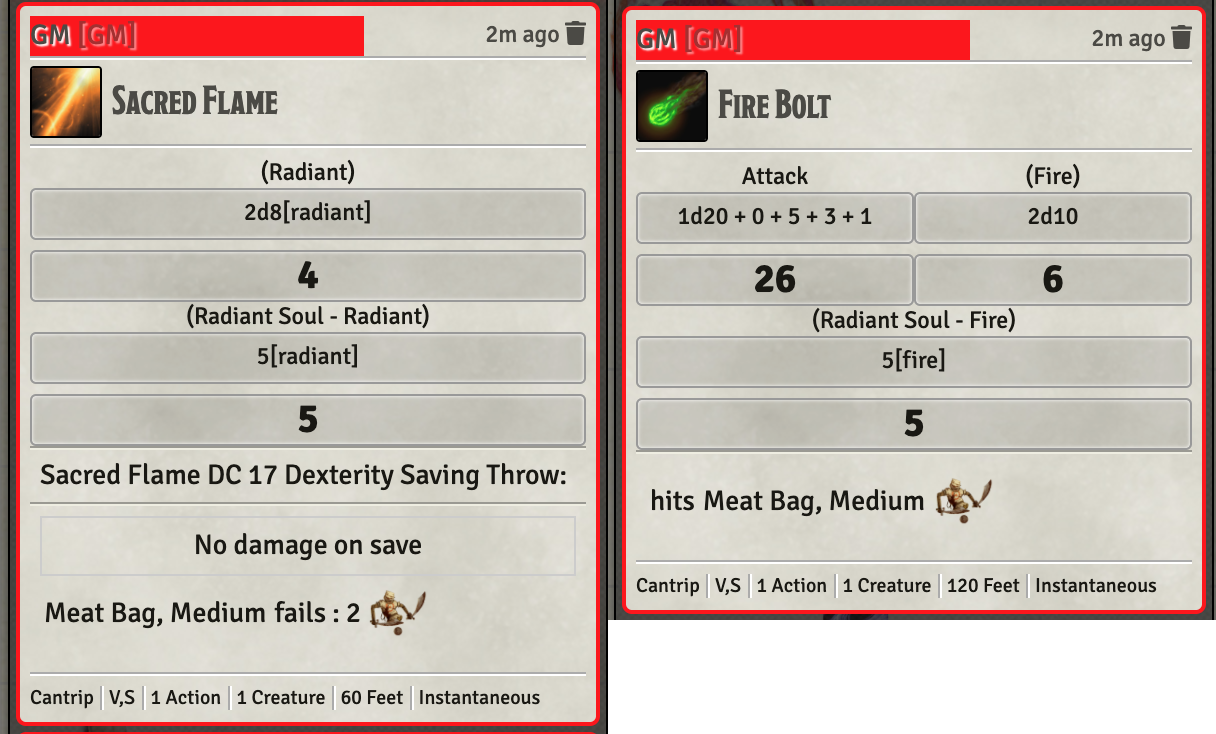 GM [GM] 2m ago
Sacred Flame
(Radiant)
2d8[radiant]
4
(Radiant Soul - Radiant)
5[radiant]
5
Sacred Flame DC 17 Dexterity Saving Throw:
No damage on save
Meat Bag, Medium fails : 2
Cantrip | V,S | 1 Action | 1 Creature | 60 Feet | Instantaneous
GM [GM] 2m ago
Fire Bolt
Attack (Fire)
1d20 + 0 + 5 + 3 + 1 2d10
26 6
(Radiant Soul - Fire)
5[fire]
5
hits Meat Bag, Medium
Cantrip | V,S | 1 Action | 1 Creature | 120 Feet | Instantaneous